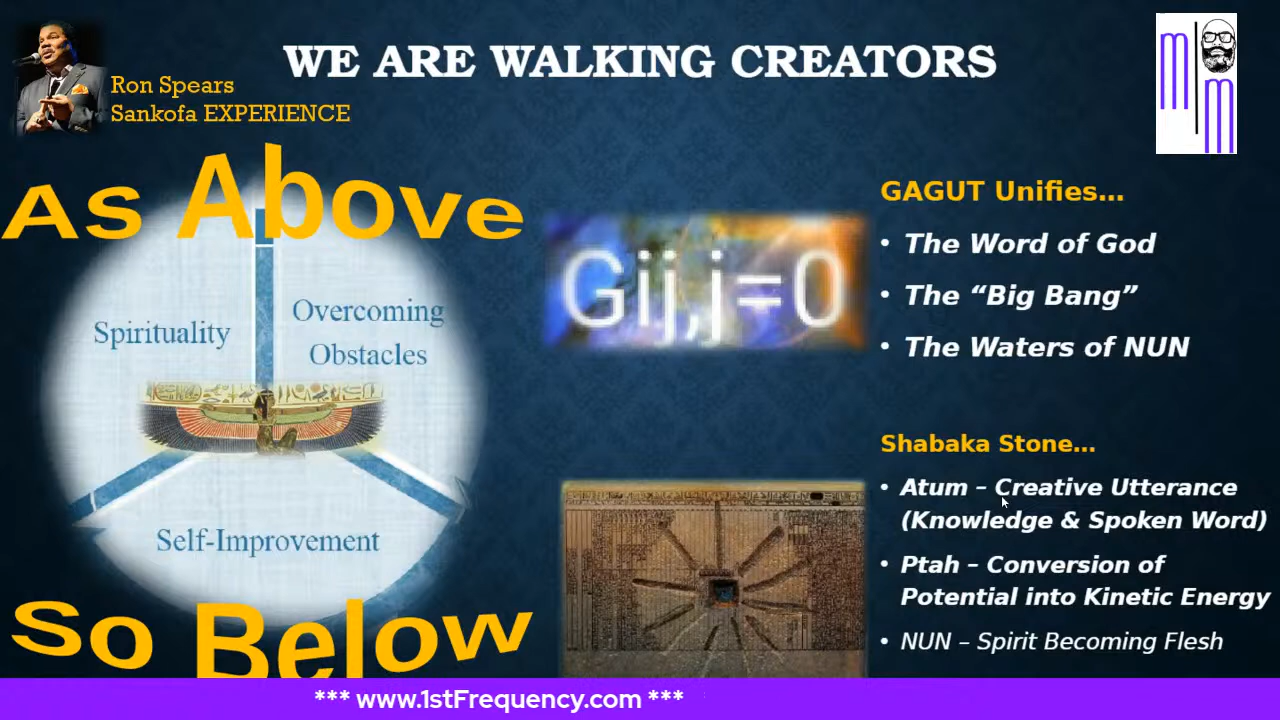 WE ARE WALKING CREATORS
Ron Spears
Sankofa EXPERIENCE
As Above
Spirituality
Overcoming
Obstacles
Self-Improvement
So Below
Gij,j=0
GAGUT Unifies...
• The Word of God
• The “Big Bang”
• The Waters of NUN
Shabaka Stone...
• Atum – Creative Utterance
(Knowledge & Spoken Word)
• Ptah – Conversion of
Potential into Kinetic Energy
• NUN – Spirit Becoming Flesh
m m
*** www.1stFrequency.com ***